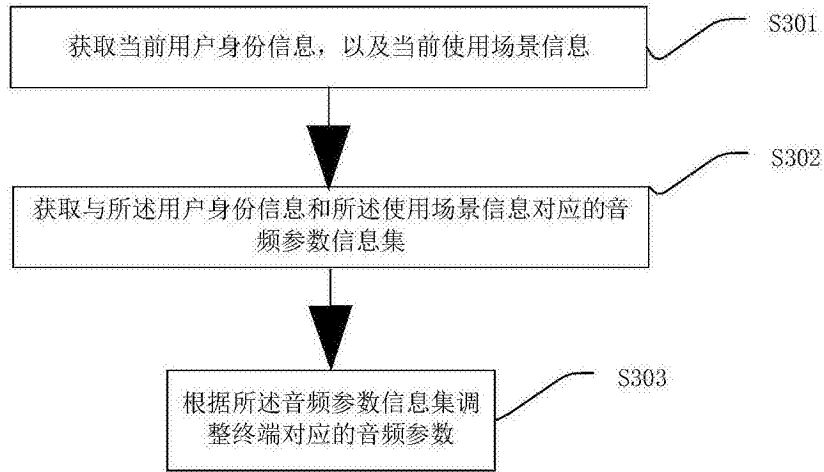 获取当前用户身份信息，以及当前使用场景信息
S301
S302
获取与所述用户身份信息和所述使用场景信息对应的音
频参数信息集
S303
根据所述音频参数信息集调
整终端对应的音频参数